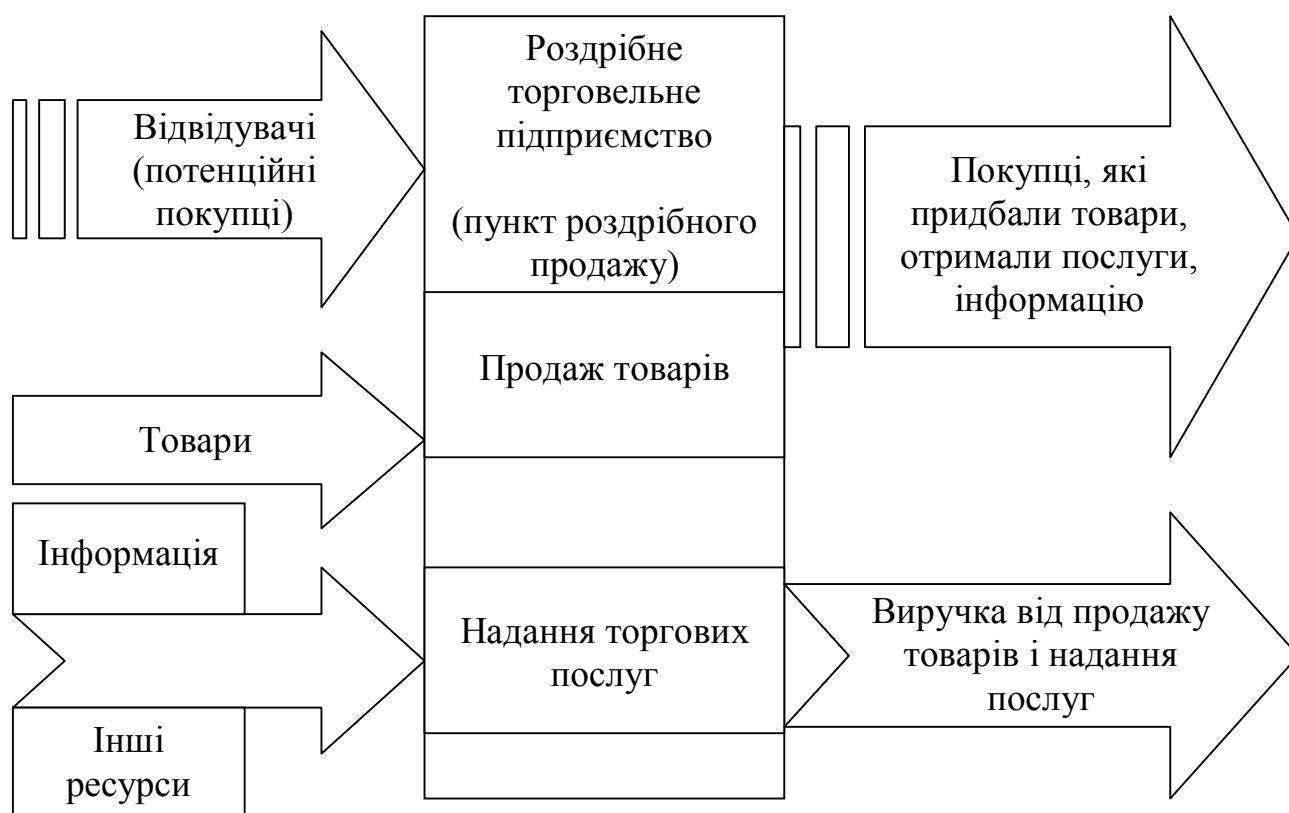 Відвідувачі
(потенційні
покупці)
Роздрібне
торговельне
підприємство
(пункт роздрібного
продажу)
Покупці, які
придбали товари,
отримали послуги,
інформацію
Товари
Продаж товарів
Інформація
Інші
ресурси
Надання торгових
послуг
Виручка від продажу
товарів і надання
послуг